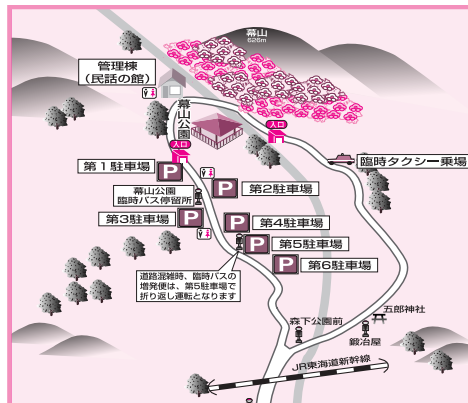 幕山
626m
管理棟
(民話の館)
幕山公園
入口
入口
臨時タクシー乗場
第1駐車場
P
第2駐車場
P
幕山公園
臨時バス停留所
第3駐車場
P
第4駐車場
P
第5駐車場
P
第6駐車場
P
道路混雑時、臨時バスの
増発便は、第5駐車場で
折り返し運転となります
五郎神社
森下公園前
鍛冶屋
JR東海道新幹線